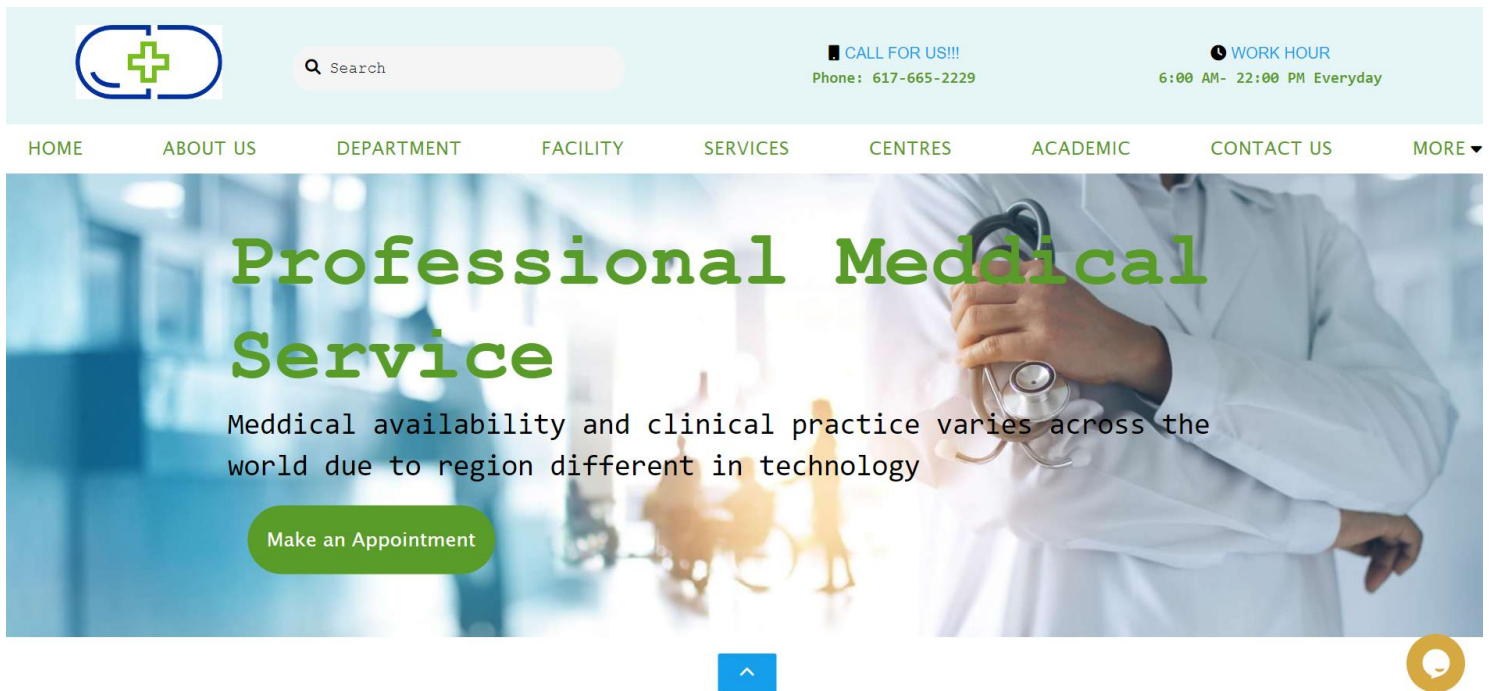 Search
CALL FOR US!!!
Phone: 617-665-2229
WORK HOUR
6:00 AM- 22:00 PM Everyday
HOME ABOUT US DEPARTMENT FACILITY SERVICES CENTRES ACADEMIC CONTACT US MORE
Professional Meddical
Service
Meddical availability and clinical practice varies across the
world due to region different in technology
Make an Appointment